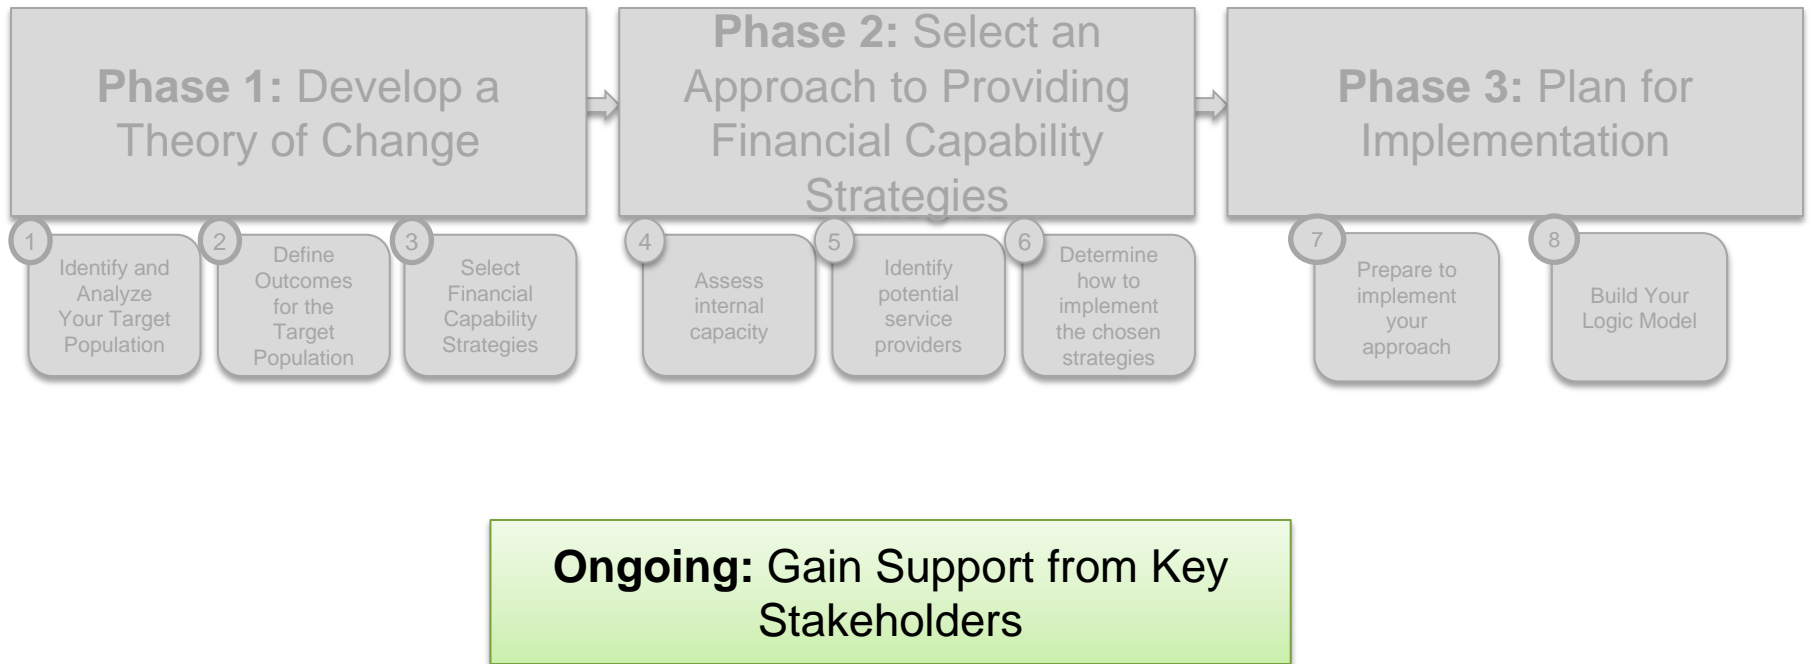 Phase 1: Develop a
Theory of Change
Phase 2: Select an
Approach to Providing
Financial Capability
Strategies
Phase 3: Plan for
Implementation
1
Identify and
Analyze
Your Target
Population
2
Define
Outcomes
for the
Target
Population
3
Select
Financial
Capability
Strategies
4
Assess
internal
capacity
5
Identify
potential
service
providers
6
Determine
how to
implement
the chosen
strategies
7
Prepare to
implement
your
approach
8
Build Your
Logic Model
Ongoing: Gain Support from Key
Stakeholders